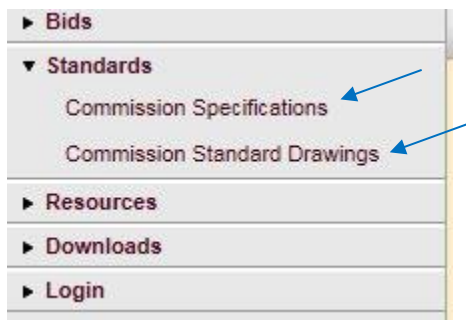 Bids
Standards
Commission Specifications
Commission Standard Drawings
Resources
Downloads
Login